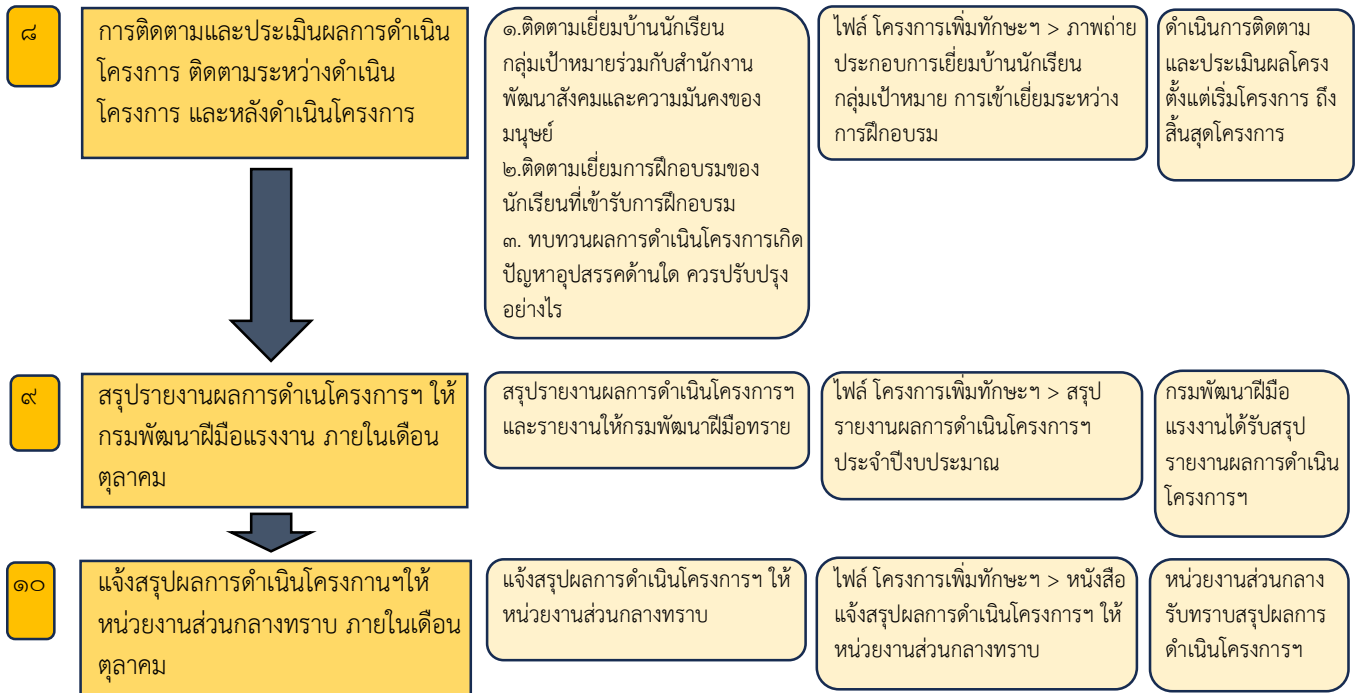 ๘
การติดตามและประเมินผลการดำเนิน
โครงการ ติดตามระหว่างดำเนิน
โครงการ และหลังดำเนินโครงการ
๑.ติดตามเยี่ยมบ้านนักเรียน
กลุ่มเป้าหมายร่วมกับสำนักงาน
พัฒนาสังคมและความมันคงของ
มนุษย์
๒.ติดตามเยี่ยมการฝึกอบรมของ
นักเรียนที่เข้ารับการฝึกอบรม
๓. ทบทวนผลการดำเนินโครงการเกิด
ปัญหาอุปสรรคด้านใด ควรปรับปรุง
อย่างไร
ไฟล์ โครงการเพิ่มทักษะฯ > ภาพถ่าย
ประกอบการเยี่ยมบ้านนักเรียน
กลุ่มเป้าหมาย การเข้าเยี่ยมระหว่าง
การฝึกอบรม
ดำเนินการติดตาม
และประเมินผลโครง
ตั้งแต่เริ่มโครงการ ถึง
สิ้นสุดโครงการ
๙
สรุปรายงานผลการดำเนโครงการฯ ให้
กรมพัฒนาฝีมือแรงงาน ภายในเดือน
ตุลาคม
สรุปรายงานผลการดำเนินโครงการฯ
และรายงานให้กรมพัฒนาฝีมือทราย
ไฟล์ โครงการเพิ่มทักษะฯ > สรุป
รายงานผลการดำเนินโครงการฯ
ประจำปีงบประมาณ
กรมพัฒนาฝีมือ
แรงงานได้รับสรุป
รายงานผลการดำเนิน
โครงการฯ
๑๐
แจ้งสรุปผลการดำเนินโครงกานฯให้
หน่วยงานส่วนกลางทราบ ภายในเดือน
ตุลาคม
แจ้งสรุปผลการดำเนินโครงการฯ ให้
หน่วยงานส่วนกลางทราบ
ไฟล์ โครงการเพิ่มทักษะฯ > หนังสือ
แจ้งสรุปผลการดำเนินโครงการฯ ให้
หน่วยงานส่วนกลางทราบ
หน่วยงานส่วนกลาง
รับทราบสรุปผลการ
ดำเนินโครงการฯ